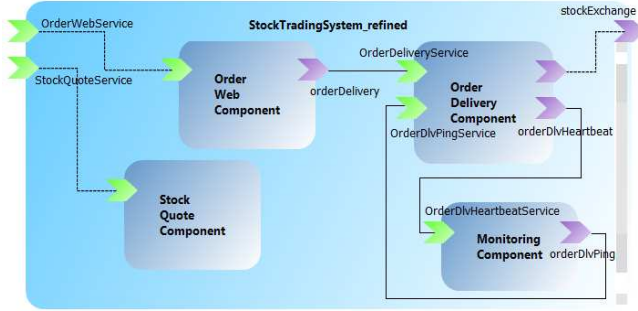 stockExchange
OrderWebService
StockTradingSystem_refined
OrderDeliveryService
StockQuoteService
Order
Web
Component
orderDelivery
Order
Delivery
Component
OrderDlvPingService
orderDlvHeartbeat
Stock
Quote
Component
OrderDlvHeartbeatService
Monitoring
Component
orderDlvPing